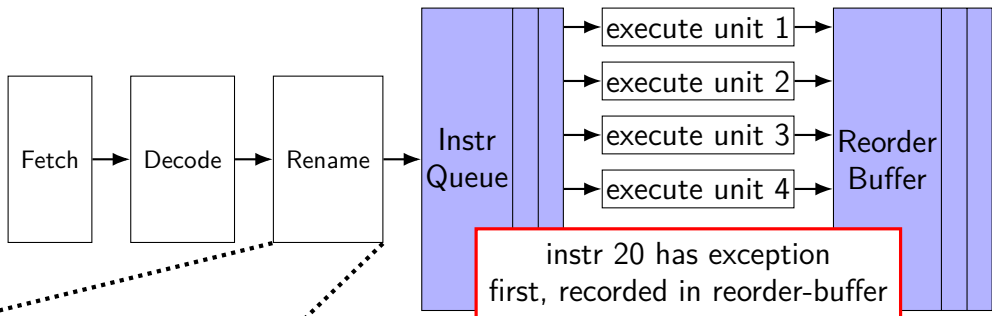 Fetch
Decode
Rename
Instr
Queue
execute unit 1
execute unit 2
execute unit 3
execute unit 4
Reorder
Buffer
instr 20 has exception
first, recorded in reorder-buffer